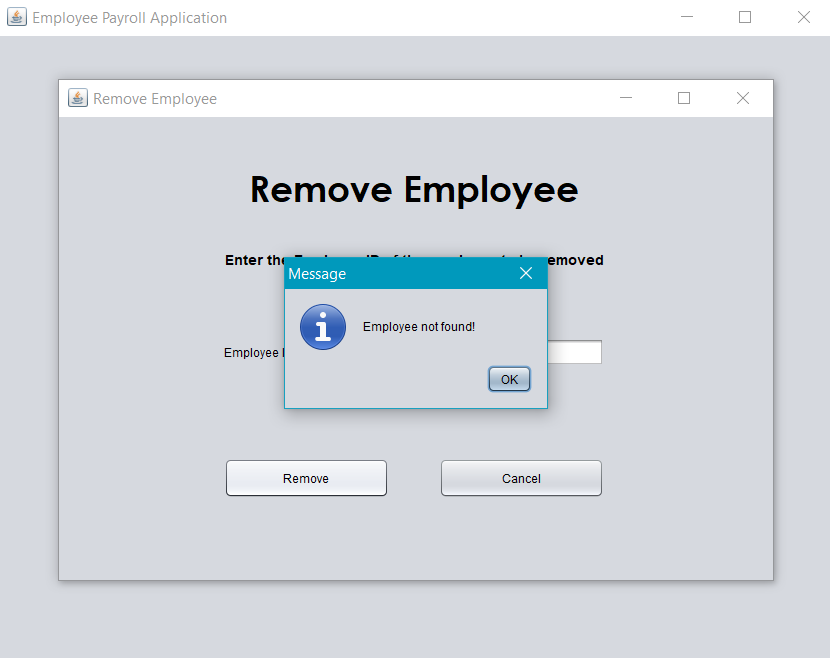 Employee Payroll Application
Remove Employee
Remove Employee
Enter the removed
Message
Employee not found!
Employee
OK
Remove
Cancel